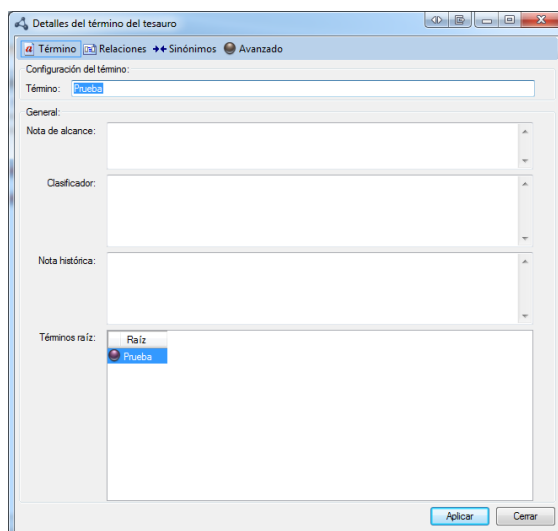 Detalles del término del tesauro
Término Relaciones Sinónimos Avanzado
Configuración del término:
Término: Prueba
General:
Nota de alcance:
Clasificador:
Nota histórica:
Términos raíz:
Raíz
Prueba
Aplicar Cerrar